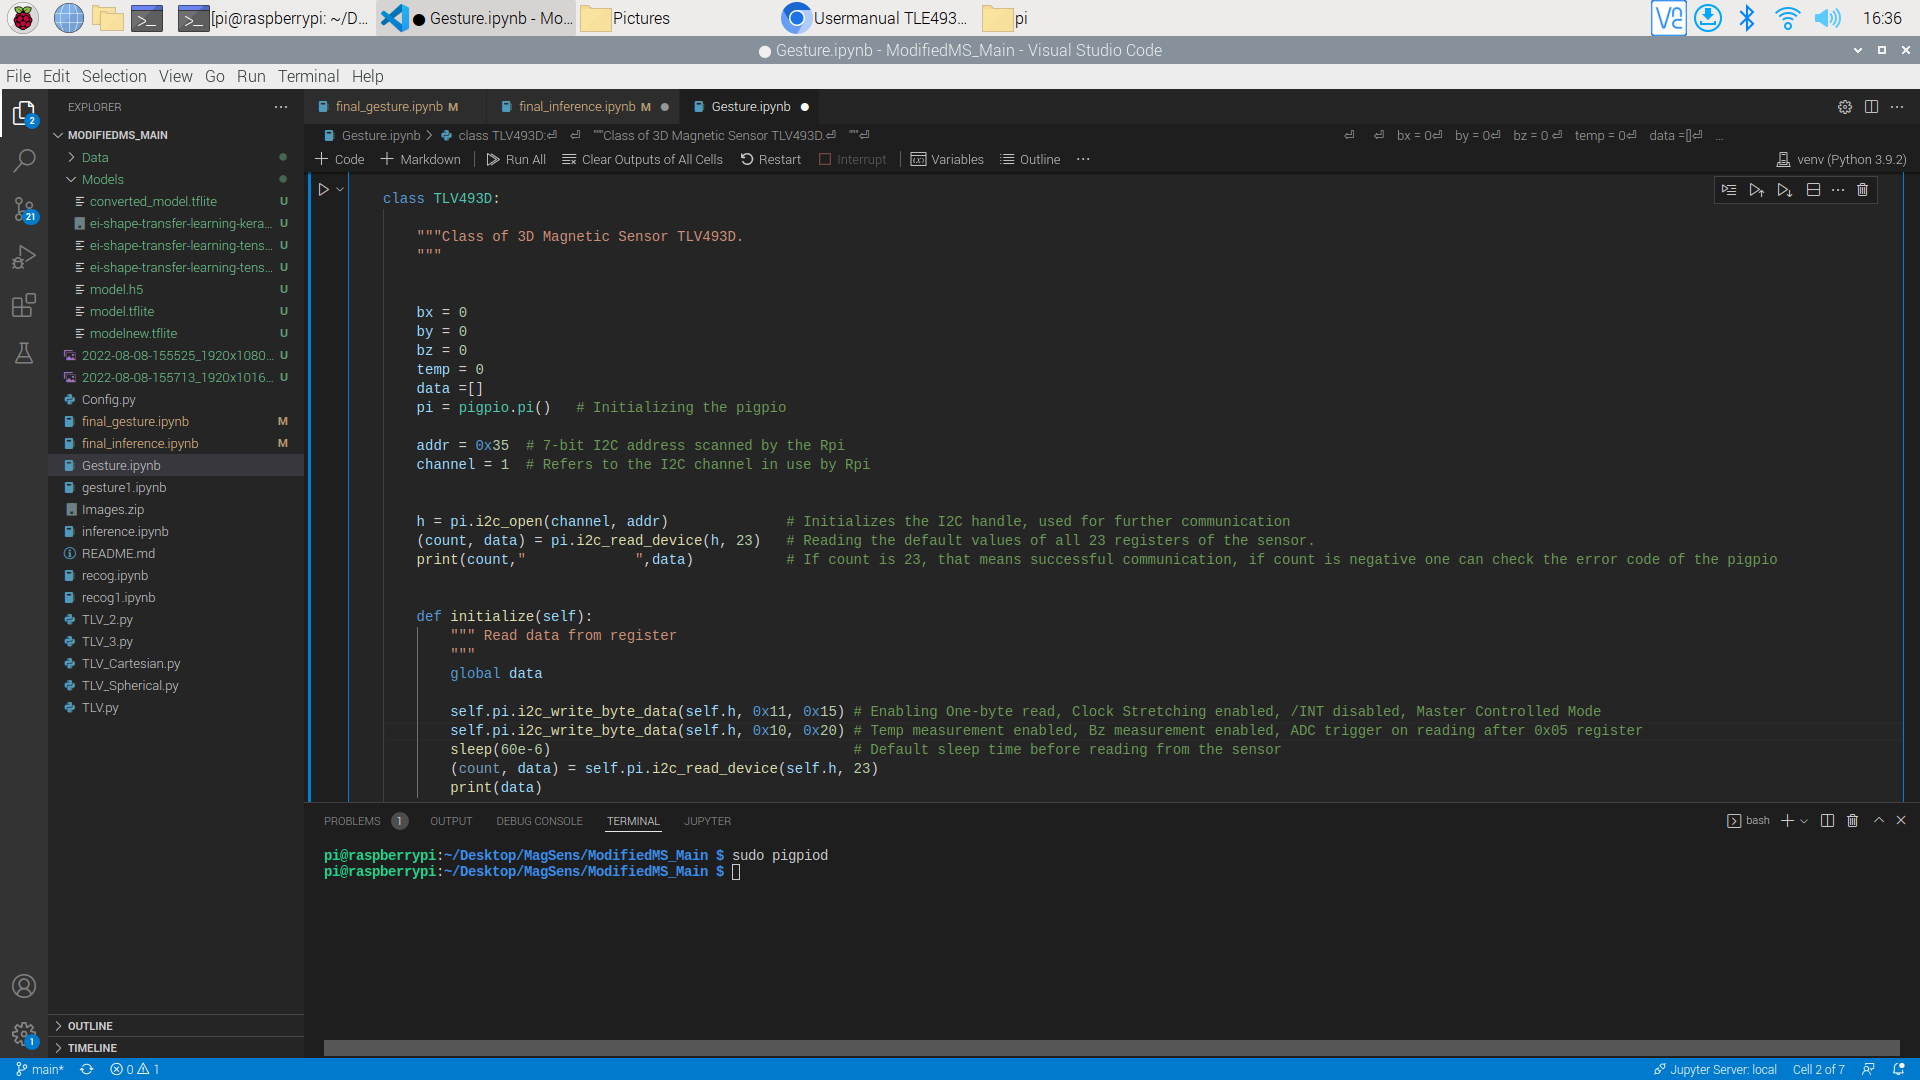 [pi@raspberrypi: ~/D...
Gesture.ipynb - Mo...
Pictures
Usermanual TLE493...
pi
16:36
Gesture.ipynb - ModifiedMS_Main - Visual Studio Code
File Edit Selection View Go Run Terminal Help
EXPLORER
final_gesture.ipynb M
final_inference.ipynb M
Gesture.ipynb
MODIFIEDMS_MAIN
Gesture.ipynb > class TLV493D:⏎ ⏎ """Class of 3D Magnetic Sensor TLV493D.⏎ """⏎ ⏎ ⏎ bx = 0⏎ by = 0⏎ bz = 0 ⏎ temp = 0⏎ data =[]⏎ ...
+ Code + Markdown Run All Clear Outputs of All Cells Restart Interrupt Variables Outline ...
venv (Python 3.9.2)
Data
Models
converted_model.tflite U
ei-shape-transfer-learning-kera... U
ei-shape-transfer-learning-tens... U
ei-shape-transfer-learning-tens... U
model.h5 U
model.tflite U
modelnew.tflite U
2022-08-08-155525_1920x1080... U
2022-08-08-155713_1920x1016... U
Config.py
final_gesture.ipynb M
final_inference.ipynb M
Gesture.ipynb
gesture1.ipynb
Images.zip
inference.ipynb
README.md
recog.ipynb
recog1.ipynb
TLV_2.py
TLV_3.py
TLV_Cartesian.py
TLV_Spherical.py
TLV.py
OUTLINE
TIMELINE
2
21
1
class TLV493D:
"""Class of 3D Magnetic Sensor TLV493D.
"""
bx = 0
by = 0
bz = 0
temp = 0
data =[]
pi = pigpio.pi()   # Initializing the pigpio
addr = 0x35  # 7-bit I2C address scanned by the Rpi
channel = 1  # Refers to the I2C channel in use by Rpi
h = pi.i2c_open(channel, addr)              # Initializes the I2C handle, used for further communication
(count, data) = pi.i2c_read_device(h, 23)   # Reading the default values of all 23 registers of the sensor.
print(count,"             ",data)           # If count is 23, that means successful communication, if count is negative one can check the error code of the pigpio
def initialize(self):
""" Read data from register
"""
global data
self.pi.i2c_write_byte_data(self.h, 0x11, 0x15) # Enabling One-byte read, Clock Stretching enabled, /INT disabled, Master Controlled Mode
self.pi.i2c_write_byte_data(self.h, 0x10, 0x20) # Temp measurement enabled, Bz measurement enabled, ADC trigger on reading after 0x05 register
sleep(60e-6)                                    # Default sleep time before reading from the sensor
(count, data) = self.pi.i2c_read_device(self.h, 23)
print(data)
PROBLEMS 1 OUTPUT DEBUG CONSOLE TERMINAL JUPYTER
bash
pi@raspberrypi:~/Desktop/MagSens/ModifiedMS_Main $ sudo pigpiod
pi@raspberrypi:~/Desktop/MagSens/ModifiedMS_Main $
main* 0 1
Jupyter Server: local Cell 2 of 7